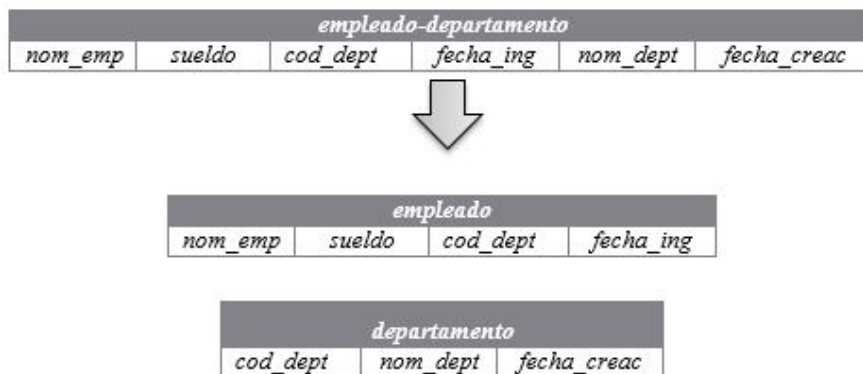 empleado-departamento
nom_emp sueldo cod_dept fecha_ing nom_dept fecha_creac
empleado
nom_emp sueldo cod_dept fecha_ing
departamento
cod_dept nom_dept fecha_creac